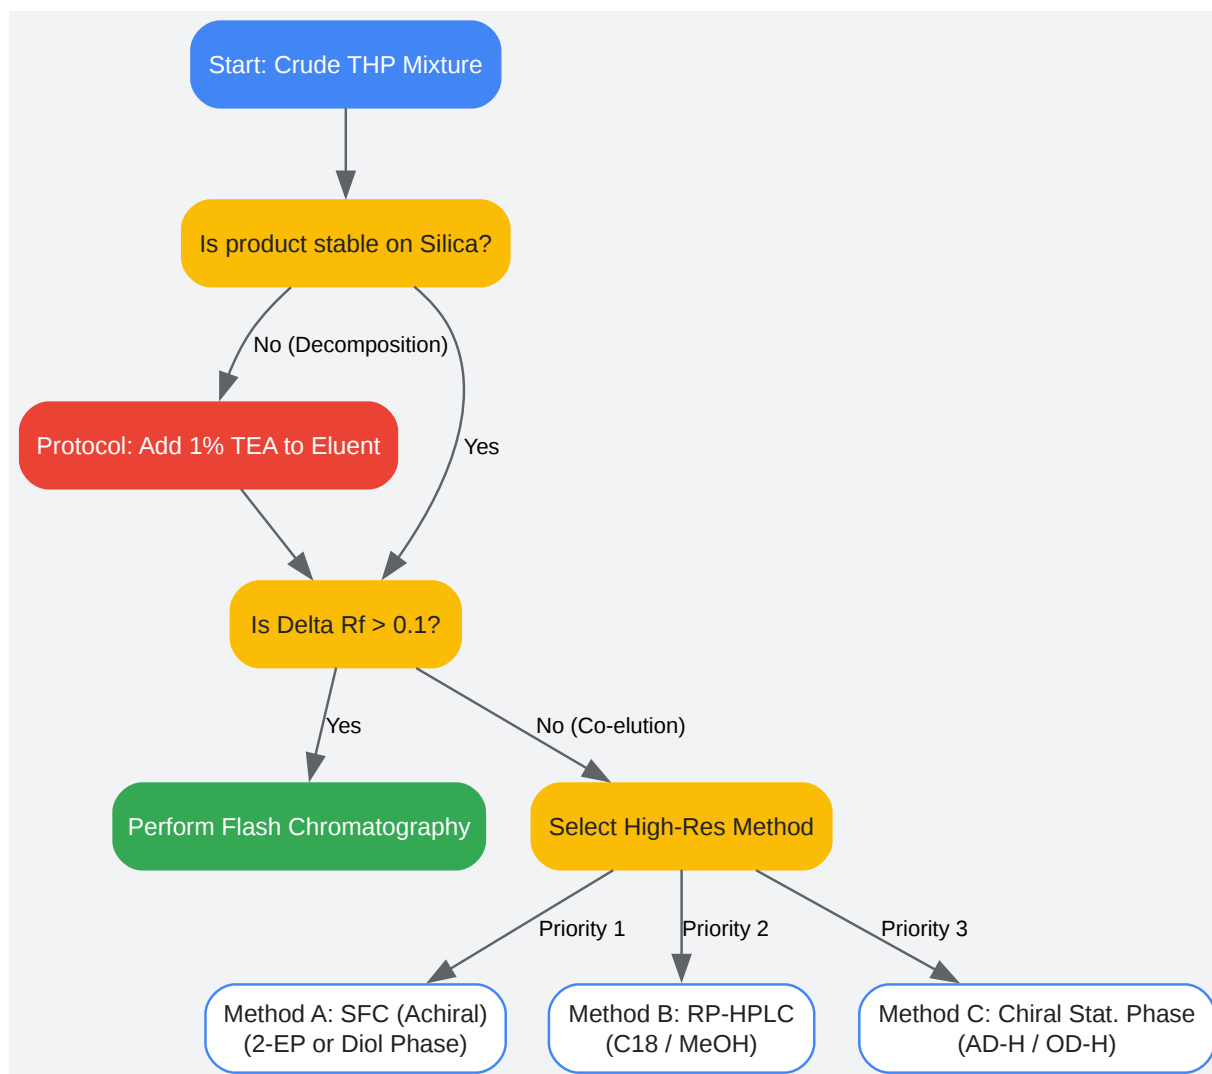 Start: Crude THP Mixture
Is product stable on Silica?
No (Decomposition)
Protocol: Add 1% TEA to Eluent
Yes
Is Delta Rf > 0.1?
Yes
No (Co-elution)
Perform Flash Chromatography
Select High-Res Method
Priority 1
Priority 2
Priority 3
Method A: SFC (Achiral)
(2-EP or Diol Phase)
Method B: RP-HPLC
(C18 / MeOH)
Method C: Chiral Stat. Phase
(AD-H / OD-H)